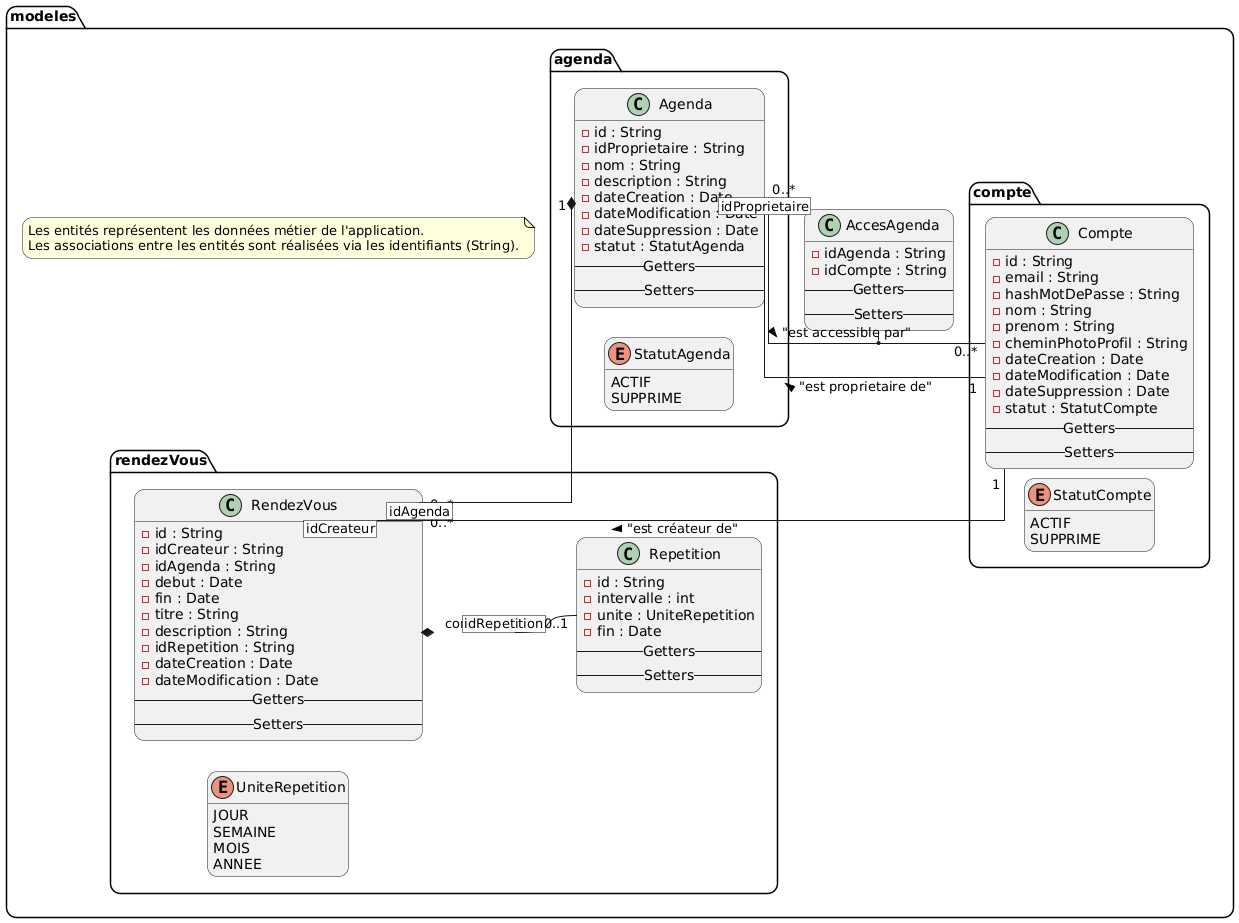 modeles
agenda
C Agenda
id : String
idProprietaire : String
nom : String
description : String
dateCreation : Date
dateModification : Date
dateSuppression : Date
statut : StatutAgenda
Getters
Setters
1
0..*
idProprietaire
E StatutAgenda
ACTIF
SUPPRIME
Les entités représentent les données métier de l'application.
Les associations entre les entités sont réalisées via les identifiants (String).
C AccesAgenda
idAgenda : String
idCompte : String
Getters
Setters
"est accessible par"
0..*
"est proprietaire de"
1
compte
C Compte
id : String
email : String
hashMotDePasse : String
nom : String
prenom : String
cheminPhotoProfil : String
dateCreation : Date
dateModification : Date
dateSuppression : Date
statut : StatutCompte
Getters
Setters
1
E StatutCompte
ACTIF
SUPPRIME
rendezVous
C RendezVous
0..*
idAgenda
0..*
idCreateur
"est créateur de"
id : String
idCreateur : String
idAgenda : String
debut : Date
fin : Date
titre : String
description : String
idRepetition : String
dateCreation : Date
dateModification : Date
Getters
Setters
co
idRepetition
0..1
C Repetition
id : String
intervalle : int
unite : UniteRepetition
fin : Date
Getters
Setters
E UniteRepetition
JOUR
SEMAINE
MOIS
ANNEE